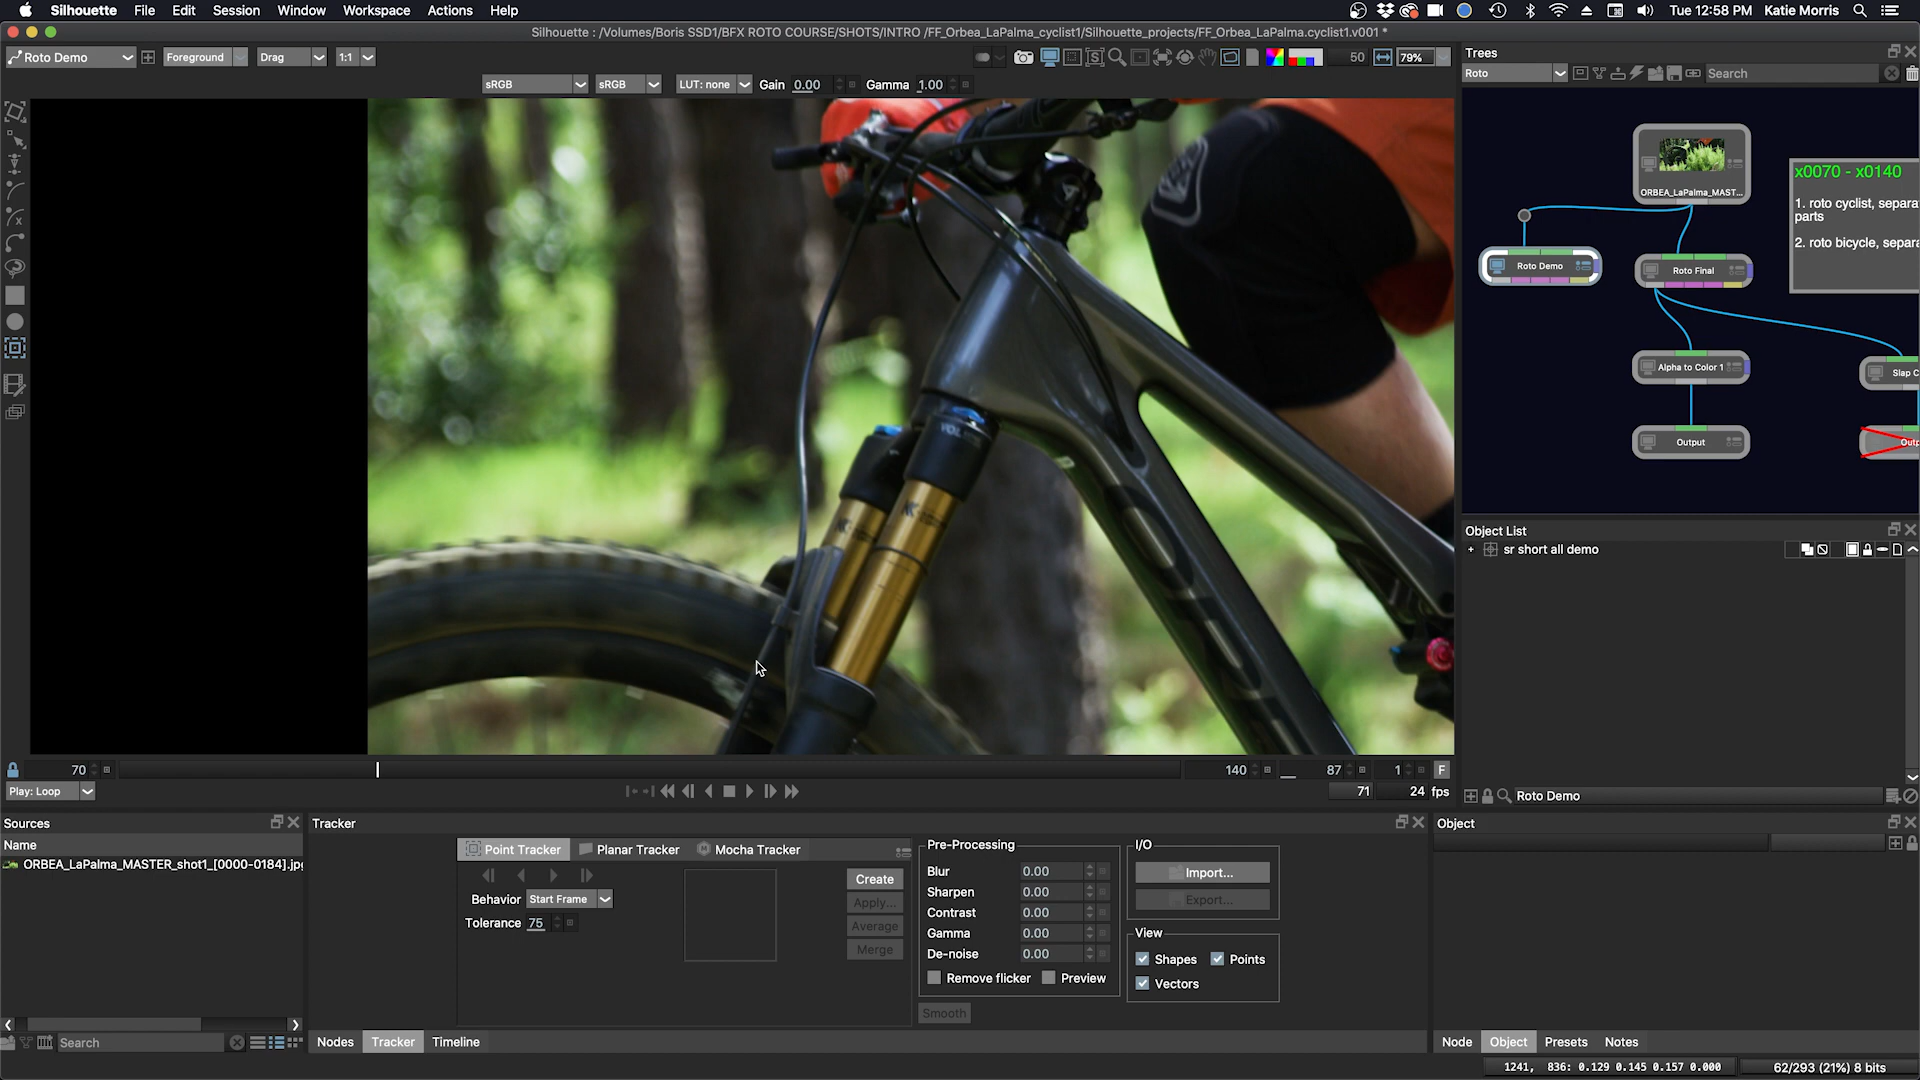 Silhouette File Edit Session Window Workspace Actions Help Tue 12:58 PM Katie Morris
Silhouette : /Volumes/Boris SSD1/BFX ROTO COURSE/SHOTS/INTRO /FF_Orbea_LaPalma_cyclist1/Silhouette_projects/FF_Orbea_LaPalma.cyclist1.v001 *
Roto Demo Foreground Drag 1:1 50 79%
sRGB sRGB LUT: none Gain 0.00 Gamma 1.00
Trees
Roto Search
ORBEA_LaPalma_MAST...
x0070 - x0140
1. roto cyclist, separa
parts
2. roto bicycle, separa
Roto Demo
Roto Final
Alpha to Color 1
Slap C
Output
Outp
Object List
+ sr short all demo
Roto Demo
70 140 87 1 F
Play: Loop 71 24 fps
Sources
Name
ORBEA_LaPalma_MASTER_shot1_[0000-0184].jpg
Search
Tracker
Point Tracker Planar Tracker Mocha Tracker
Behavior Start Frame
Tolerance 75
Create
Apply...
Average
Merge
Pre-Processing
Blur 0.00
Sharpen 0.00
Contrast 0.00
Gamma 0.00
De-noise 0.00
Remove flicker Preview
Smooth
I/O
Import...
Export...
View
Shapes Points
Vectors
Nodes Tracker Timeline
Object
Node Object Presets Notes
1241, 836: 0.129 0.145 0.157 0.000 62/293 (21%) 8 bits